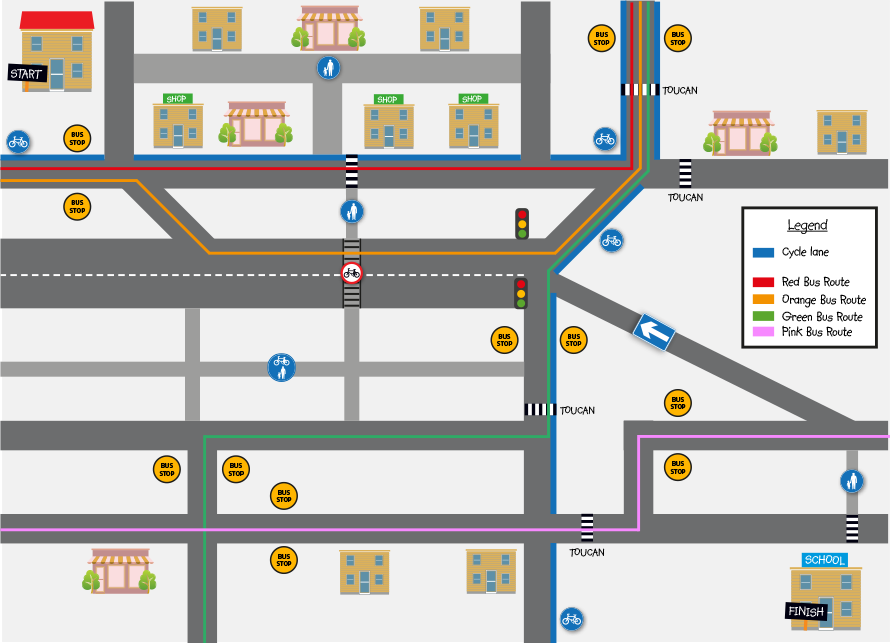 START
BUS
STOP
BUS
STOP
BUS
STOP
TOUCAN
SHOP
SHOP
SHOP
BUS
STOP
BUS
STOP
TOUCAN
Legend
Cycle lane
Red Bus Route
Orange Bus Route
Green Bus Route
Pink Bus Route
BUS
STOP
BUS
STOP
BUS
STOP
TOUCAN
BUS
STOP
BUS
STOP
BUS
STOP
BUS
STOP
TOUCAN
BUS
STOP
SCHOOL
FINISH